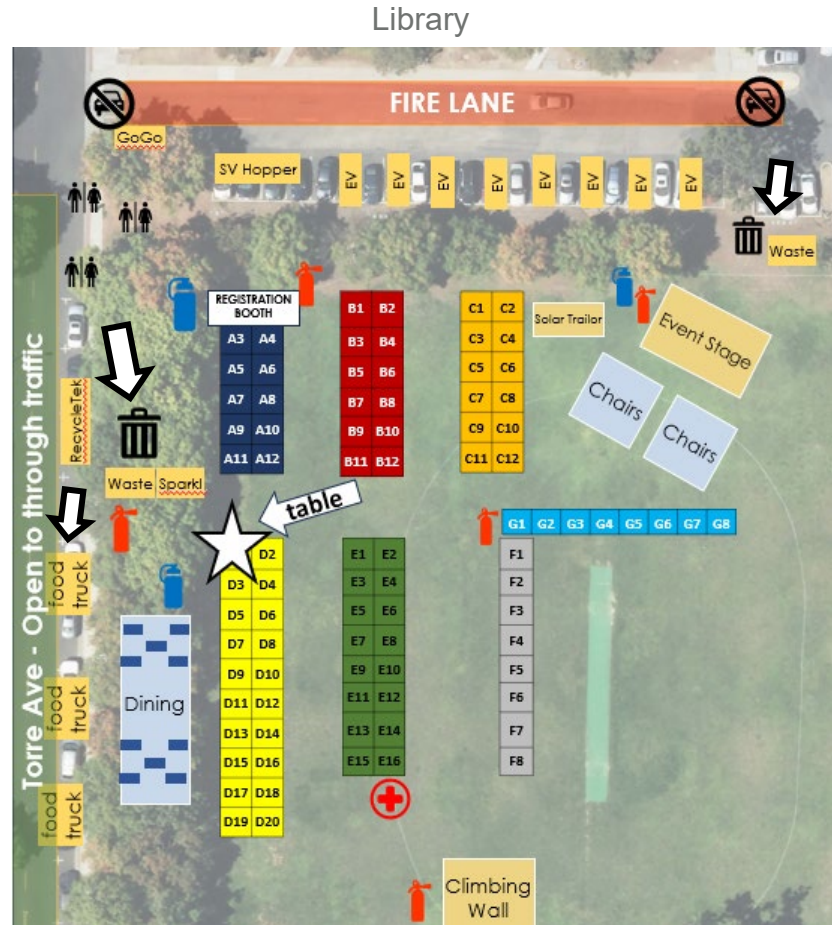 Library
FIRE LANE
GoGo
SV Hopper
EV
EV
EV
EV
EV
EV
EV
EV
Waste
REGISTRATION
BOOTH
A3 A4
A5 A6
A7 A8
A9 A10
A11 A12
B1 B2
B3 B4
B5 B6
B7 B8
B9 B10
B11 B12
C1 C2
C3 C4
C5 C6
C7 C8
C9 C10
C11 C12
Solar Trailor
Event Stage
Chairs
Chairs
Torre Ave - Open to through traffic
RecycleTek
Waste Sparkl
table
food
truck
food
truck
food
truck
Dining
D2
D3 D4
D5 D6
D7 D8
D9 D10
D11 D12
D13 D14
D15 D16
D17 D18
D19 D20
E1 E2
E3 E4
E5 E6
E7 E8
E9 E10
E11 E12
E13 E14
E15 E16
G1 G2 G3 G4 G5 G6 G7 G8
F1
F2
F3
F4
F5
F6
F7
F8
Climbing
Wall